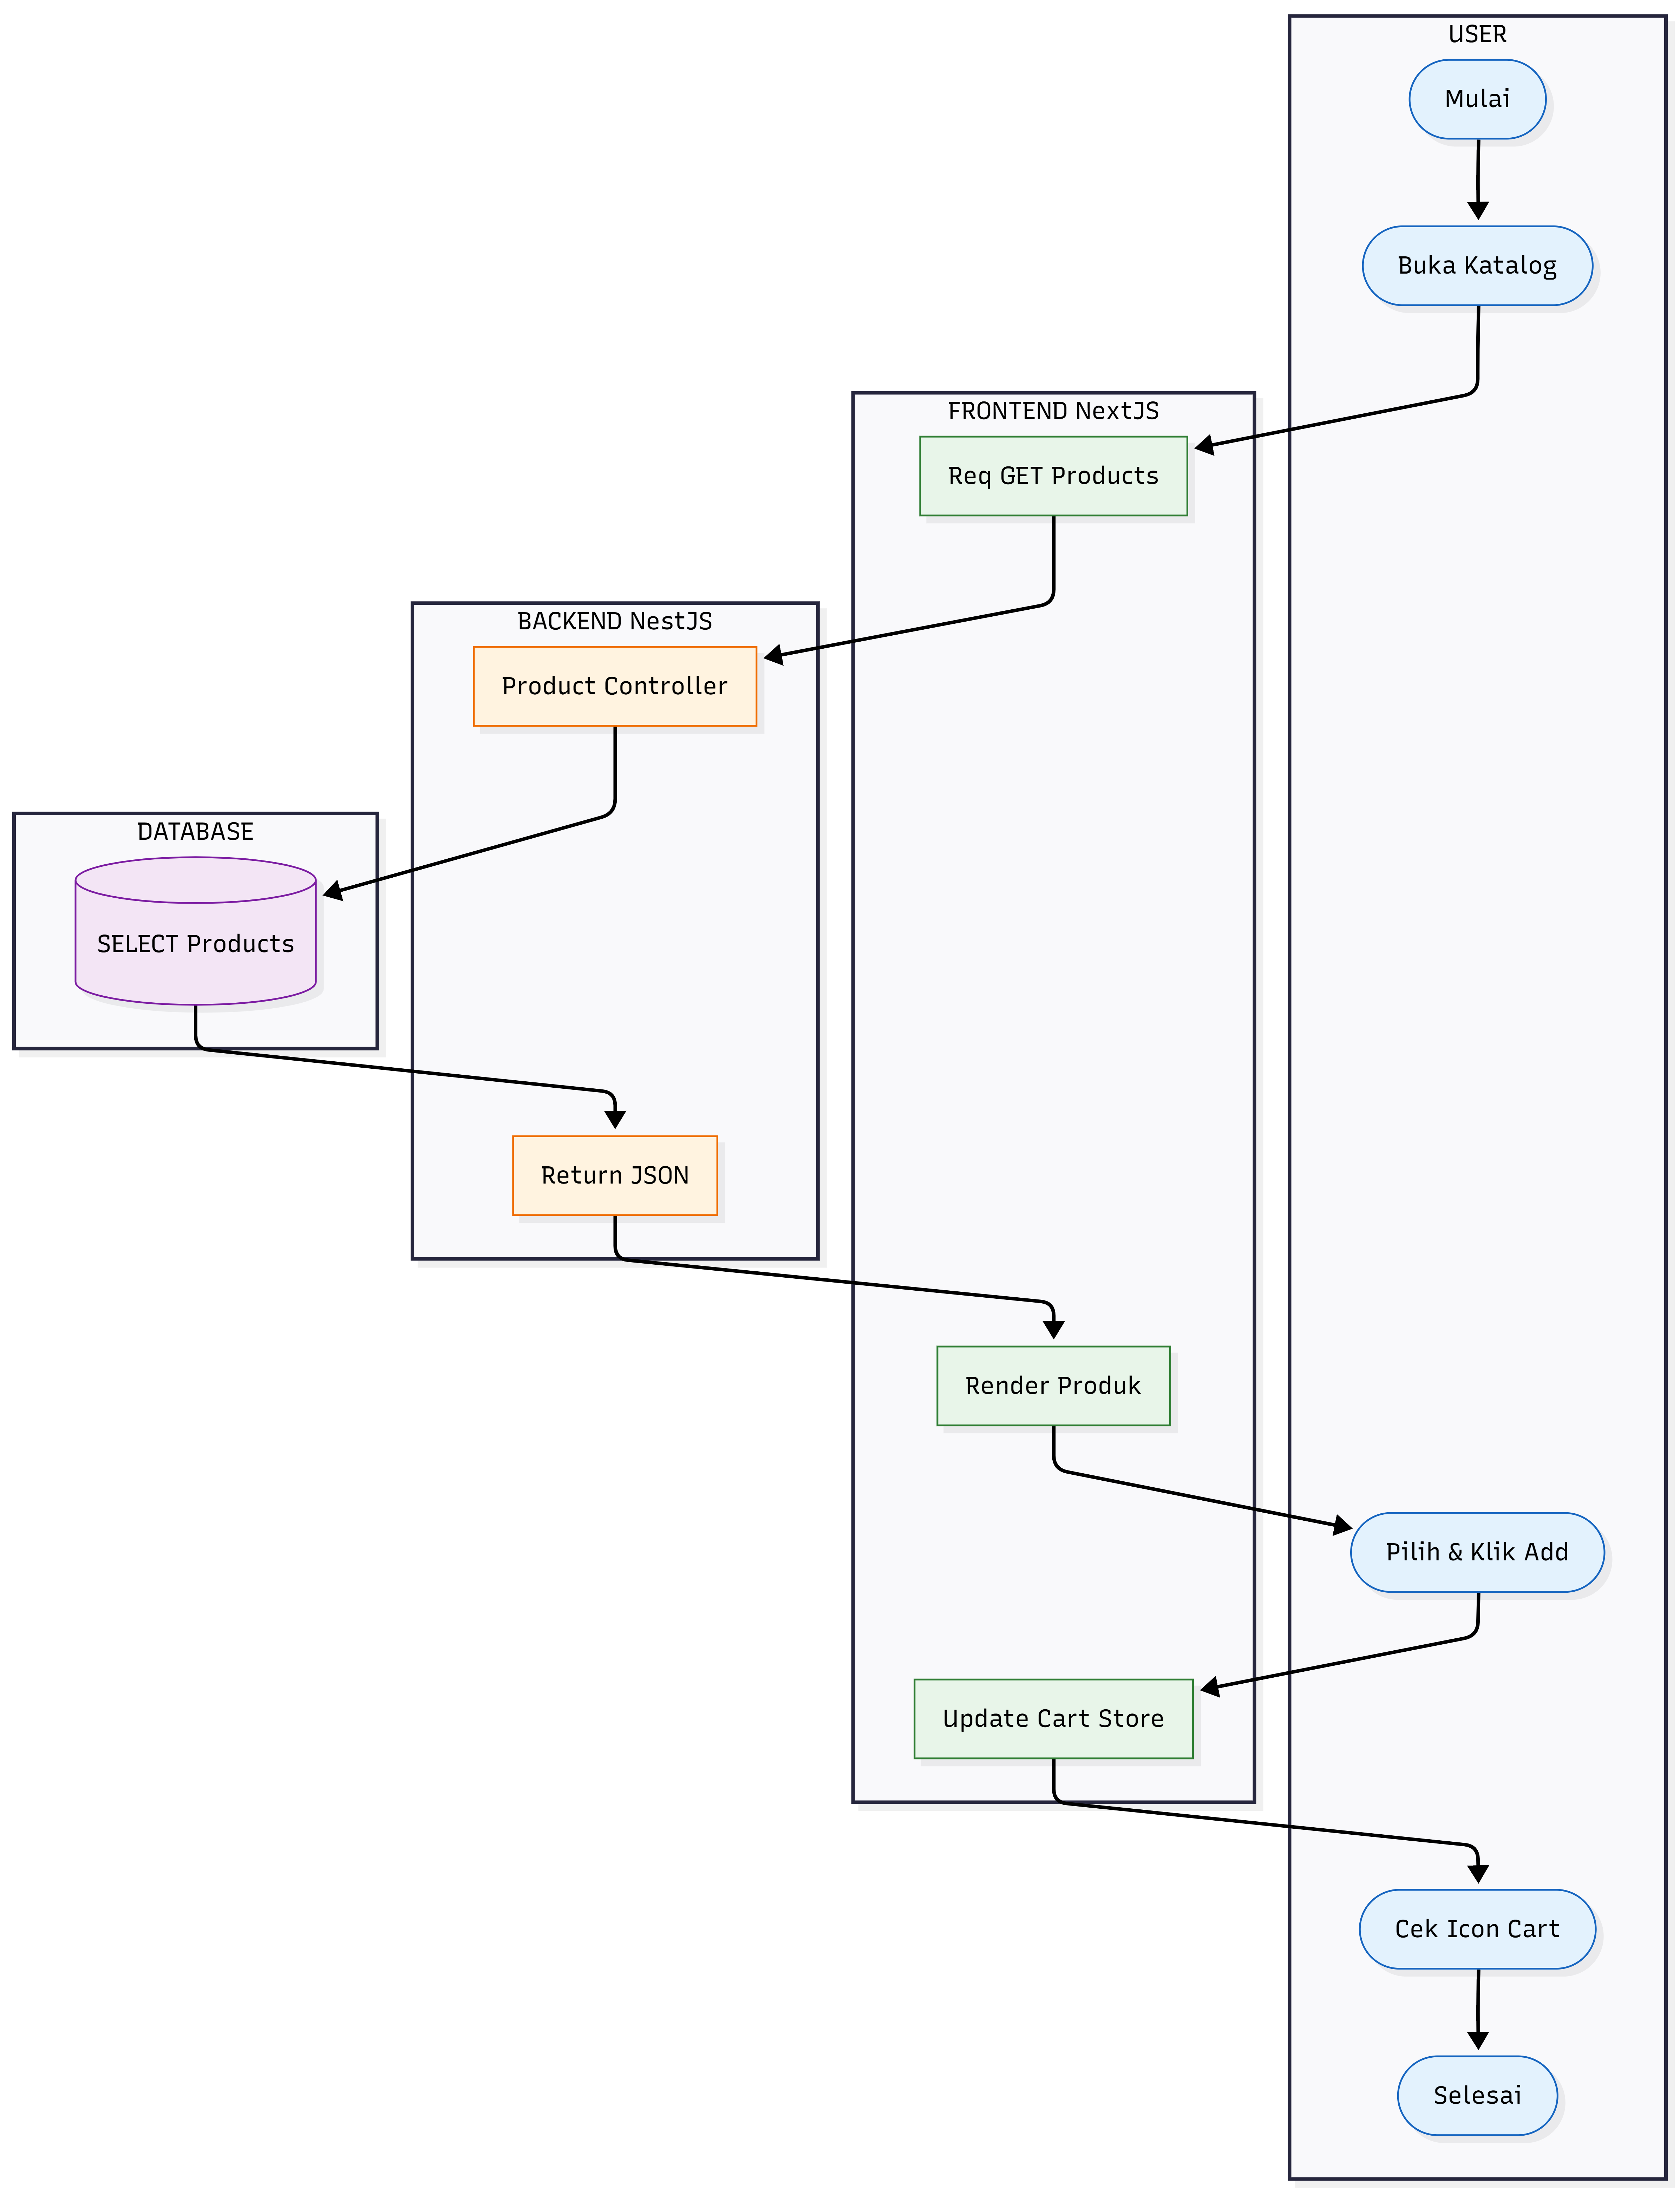 USER
Mulai
Buka Katalog
FRONTEND NextJS
Req GET Products
BACKEND NestJS
Product Controller
DATABASE
SELECT Products
Return JSON
Render Produk
Pilih & Klik Add
Update Cart Store
Cek Icon Cart
Selesai